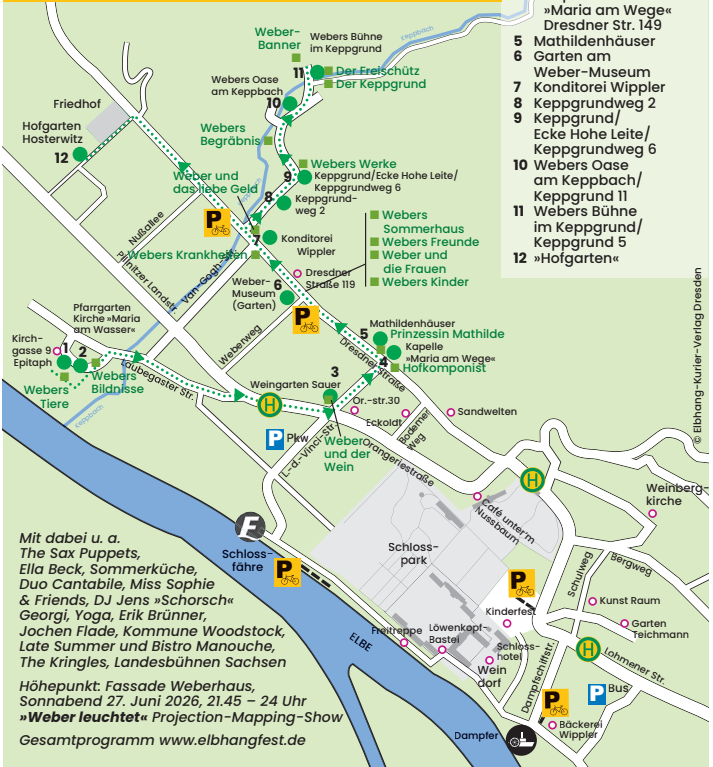 »Maria am Wege«
Dresdner Str. 149
5 Mathildenhäuser
6 Garten am
Weber-Museum
7 Konditorei Wippler
8 Keppgrundweg 2
9 Keppgrund/
Ecke Hohe Leite/
Keppgrundweg 6
10 Webers Oase
am Keppbach/
Keppgrund 11
11 Webers Bühne
im Keppgrund/
Keppgrund 5
12 »Hofgarten«
© Elbhang-Kurier-Verlag Dresden
Keppbach
Weber-
Banner
Webers Bühne
im Keppgrund
11
Der Freischütz
Der Keppgrund
Webers Oase
am Keppbach
10
Friedhof
Hofgarten
Hosterwitz
12
Webers
Begräbnis
Webers Werke
9
Keppgrund/Ecke Hohe Leite/
Keppgrundweg 6
Weber und
das liebe Geld
8
Keppgrund-
weg 2
P
Nußallee
Pillnitzer Landstr.
Van-Gogh-
Webers Krankheiten
7
Konditorei
Wippler
Webers
Sommerhaus
Webers Freunde
Weber und
die Frauen
Webers Kinder
Dresdner
Straße 119
Weber-
Museum
(Garten)
6
P
Pfarrgarten
Kirche »Maria
am Wasser«
Kirch-
gasse 9
Epitaph
1
2
Webers
Tiere
Webers
Bildnisse
Laubegaster Str.
Keppbach
Weberweg
Mathildenhäuser
5
Prinzessin Mathilde
Kapelle
»Maria am Wege«
4
Hofkomponist
Dresdner Straße
Weingarten Sauer
3
H
Or.-str.30
Eckoldt
Bodemer
Weg
Sandwelten
P Pkw
L.-d.-Vinci-Str.
Weber
und der
Wein
Orangeriestraße
H
Café unter'm
Nussbaum
Weinberg-
kirche
F
Schloss-
fähre
P
Schloss-
park
ELBE
Freitreppe
Löwenkopf-
Bastei
Schloss-
hotel
Wein
dorf
P
Kinderfest
Schulweg
Bergweg
Kunst Raum
Garten
Teichmann
H
Lohmener Str.
Dampfschiffstr.
P Bus
P
Bäckerei
Wippler
Dampfer
Mit dabei u. a.
The Sax Puppets,
Ella Beck, Sommerküche,
Duo Cantabile, Miss Sophie
& Friends, DJ Jens »Schorsch«
Georgi, Yoga, Erik Brünner,
Jochen Flade, Kommune Woodstock,
Late Summer und Bistro Manouche,
The Kringles, Landesbühnen Sachsen
Höhepunkt: Fassade Weberhaus,
Sonnabend 27. Juni 2026, 21.45 – 24 Uhr
»Weber leuchtet« Projection-Mapping-Show
Gesamtprogramm www.elbhangfest.de